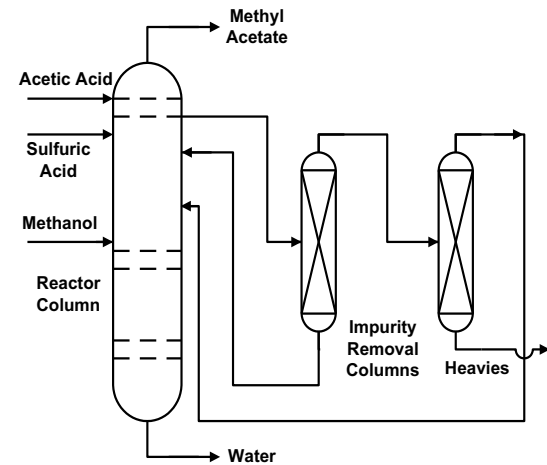 Methyl
Acetate
Acetic Acid
Sulfuric
Acid
Methanol
Reactor
Column
Impurity
Removal
Columns
Heavies
Water